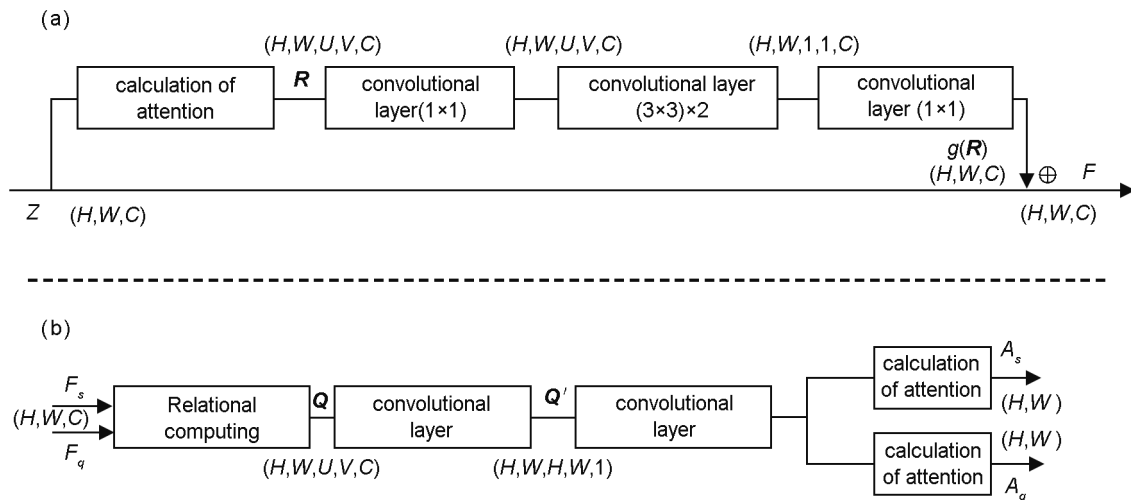 (a)
(H,W,U,V,C) (H,W,U,V,C) (H,W,1,1,C)
calculation of
attention
R
convolutional
layer(1×1)
convolutional layer
(3×3)×2
convolutional
layer (1×1)
g(R)
(H,W,C)
⊕ F
Z (H,W,C) (H,W,C)
(b)
F_s
(H,W,C)
F_q
Relational
computing
Q
(H,W,U,V,C)
convolutional
layer
Q'
(H,W,H,W,1)
convolutional
layer
calculation
of attention
A_s
(H,W)
calculation
of attention
(H,W)
A_q